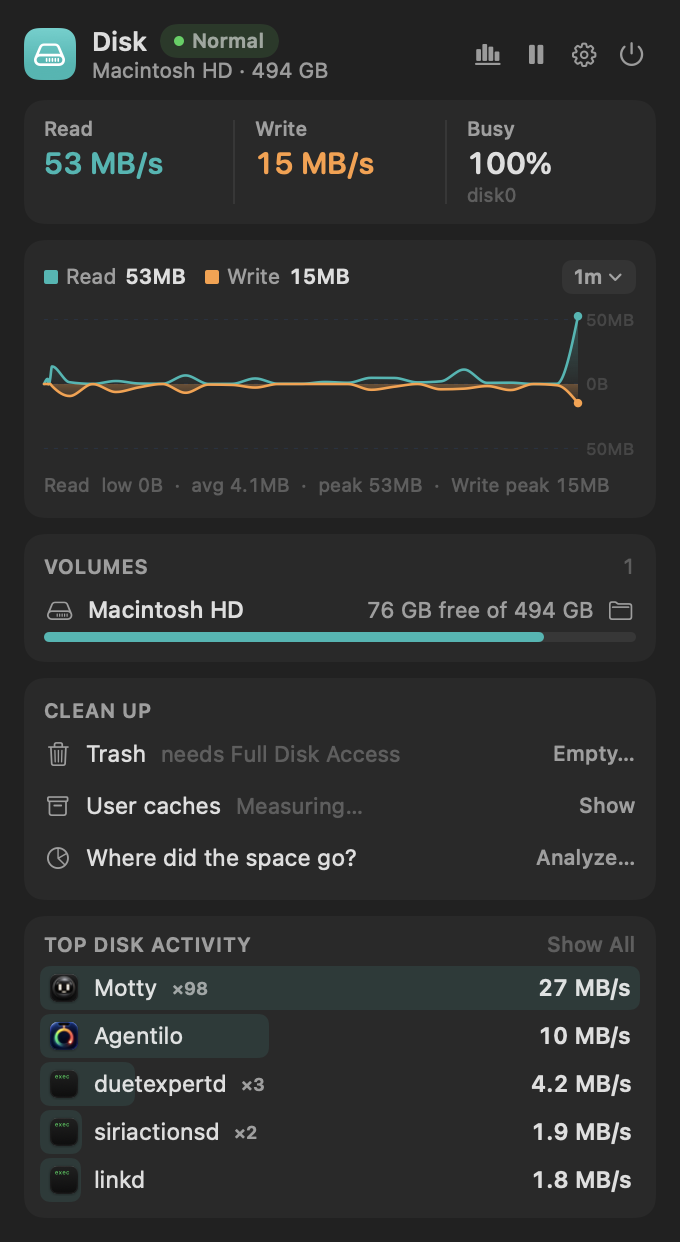 Disk Normal
Macintosh HD · 494 GB
Read Write Busy
53 MB/s 15 MB/s 100%
disk0
Read 53MB Write 15MB 1m
50MB
0B
50MB
Read low 0B · avg 4.1MB · peak 53MB · Write peak 15MB
VOLUMES 1
Macintosh HD 76 GB free of 494 GB
CLEAN UP
Trash needs Full Disk Access Empty...
User caches Measuring... Show
Where did the space go? Analyze...
TOP DISK ACTIVITY Show All
Motty ×98 27 MB/s
Agentilo 10 MB/s
exec duetexpertd ×3 4.2 MB/s
exec siriactionsd ×2 1.9 MB/s
exec linkd 1.8 MB/s